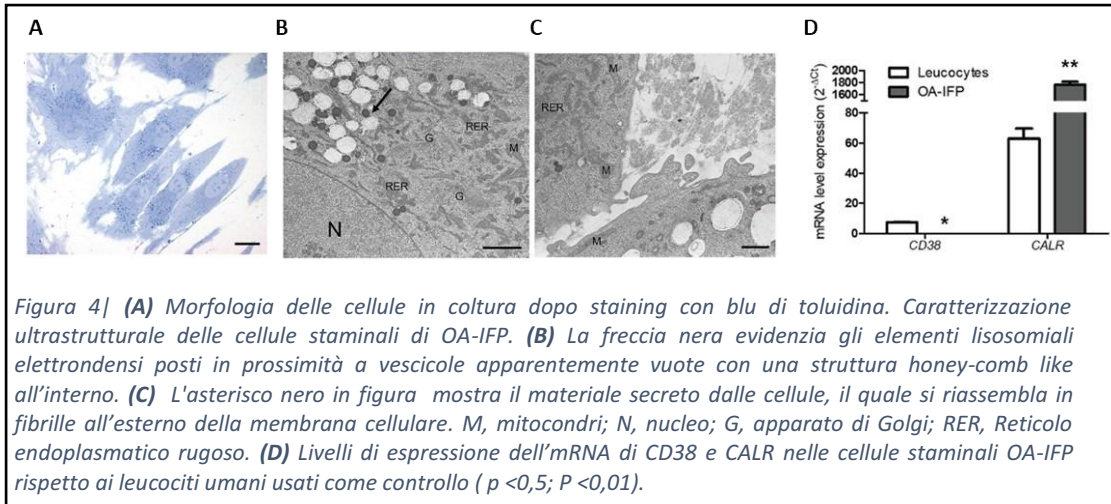 A
B
C
D
N
G
G
RER
RER
M
RER
M
M
M
Leucocytes
OA-IFP
mRNA level expression (2^-ΔCt)
2000
1800
1600
60
40
20
0
*
**
CD38
CALR
Figura 4| (A) Morfologia delle cellule in coltura dopo staining con blu di toluidina. Caratterizzazione
ultrastrutturale delle cellule staminali di OA-IFP. (B) La freccia nera evidenzia gli elementi lisosomiali
elettrondensi posti in prossimità a vescicole apparentemente vuote con una struttura honey-comb like
all'interno. (C) L'asterisco nero in figura mostra il materiale secreto dalle cellule, il quale si riassembla in
fibrille all'esterno della membrana cellulare. M, mitocondri; N, nucleo; G, apparato di Golgi; RER, Reticolo
endoplasmatico rugoso. (D) Livelli di espressione dell'mRNA di CD38 e CALR nelle cellule staminali OA-IFP
rispetto ai leucociti umani usati come controllo ( p <0,5; P <0,01).